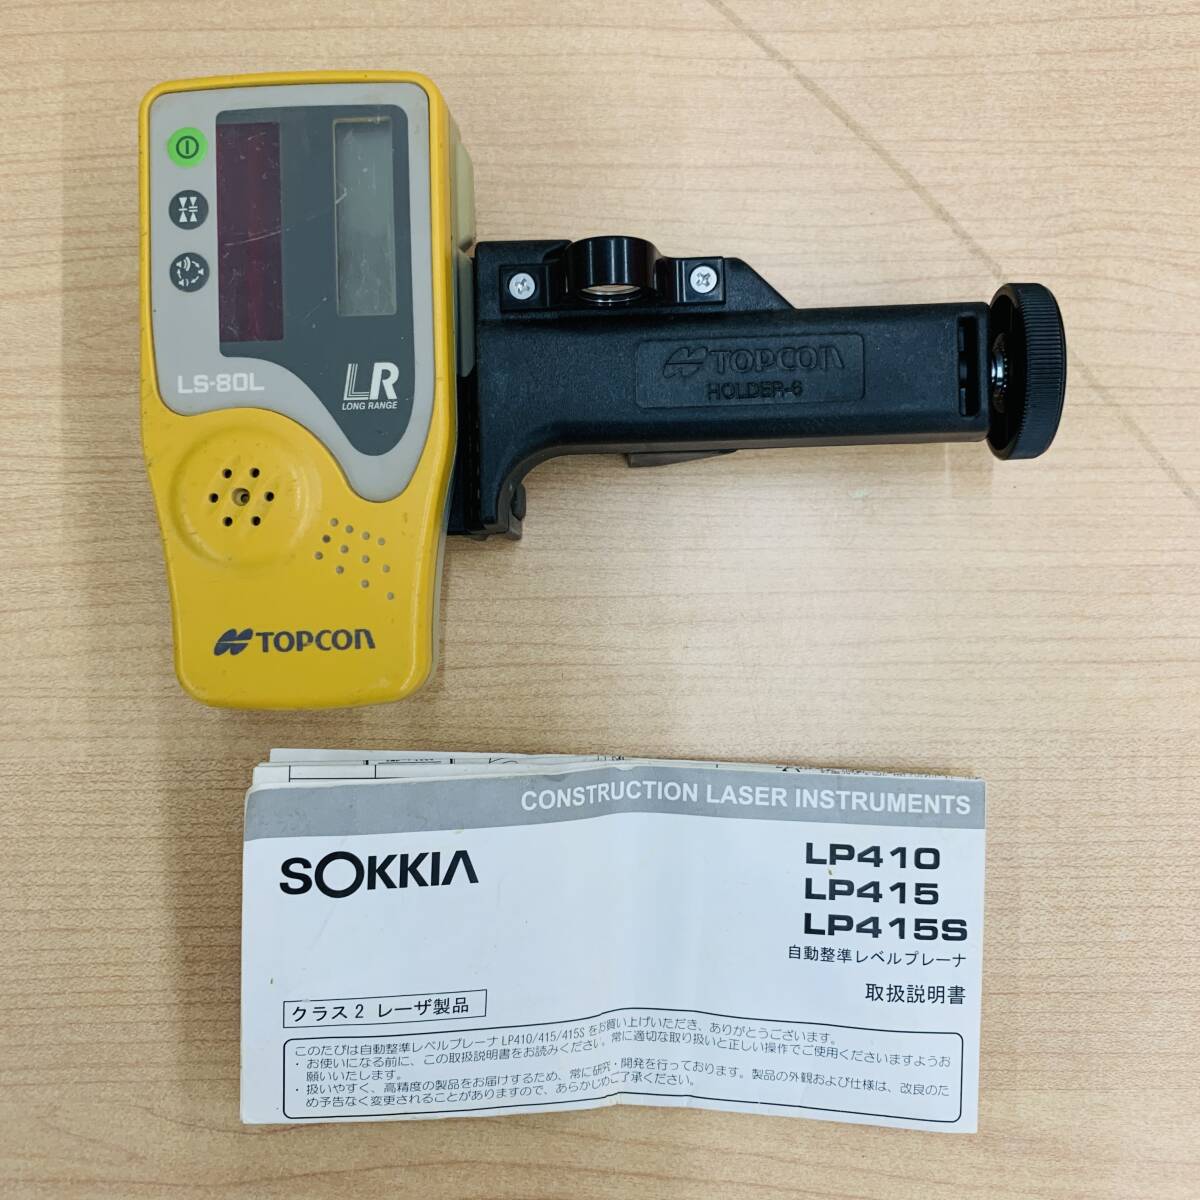 LS-80L
LR
LONG RANGE
TOPCON
TOPCON
HOLDER-6
CONSTRUCTION LASER INSTRUMENTS
SOKKIA
LP410
LP415
LP415S
自動整準レベルプレーナ
取扱説明書
クラス2 レーザ製品
このたびは自動整準レベルプレーナ LP410/415/415S をお買い上げいただき、ありがとうございます。
・お使いになる前に、この取扱説明書をお読みください。常に適切な取り扱いと正しい操作でご使用くださいますようお
願いいたします。
・扱いやすく、高精度の製品をお届けするため、常に研究・開発を行っております。製品の外観および仕様は、改良のた
め予告なく変更されることがありますので、あらかじめご了承ください。